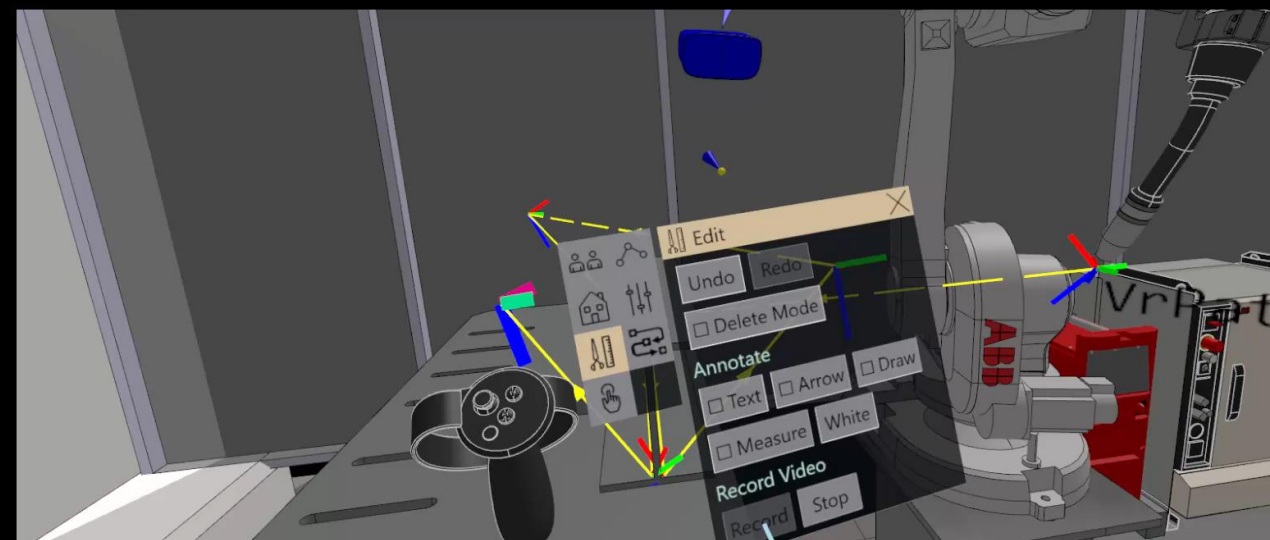 Edit
Undo Redo
Delete Mode
Annotate
Text Arrow Draw
Measure White
Record Video
Record Stop
ABB